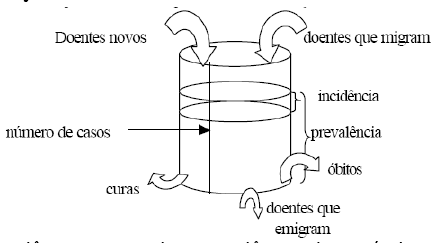 Doentes novos
doentes que migram
incidência
número de casos
prevalência
óbitos
curas
doentes que
emigram